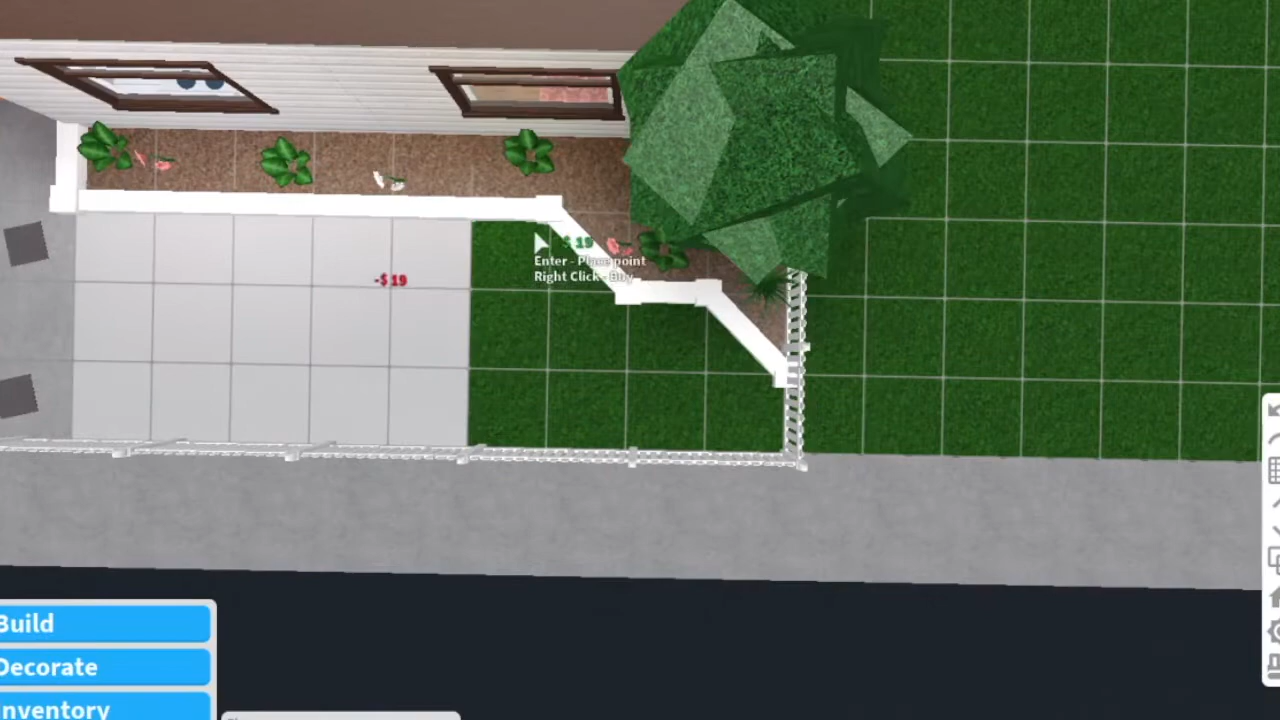 $ 19
Enter - Place point
Right Click - Buy
-$ 19
Build
Decorate
Inventory